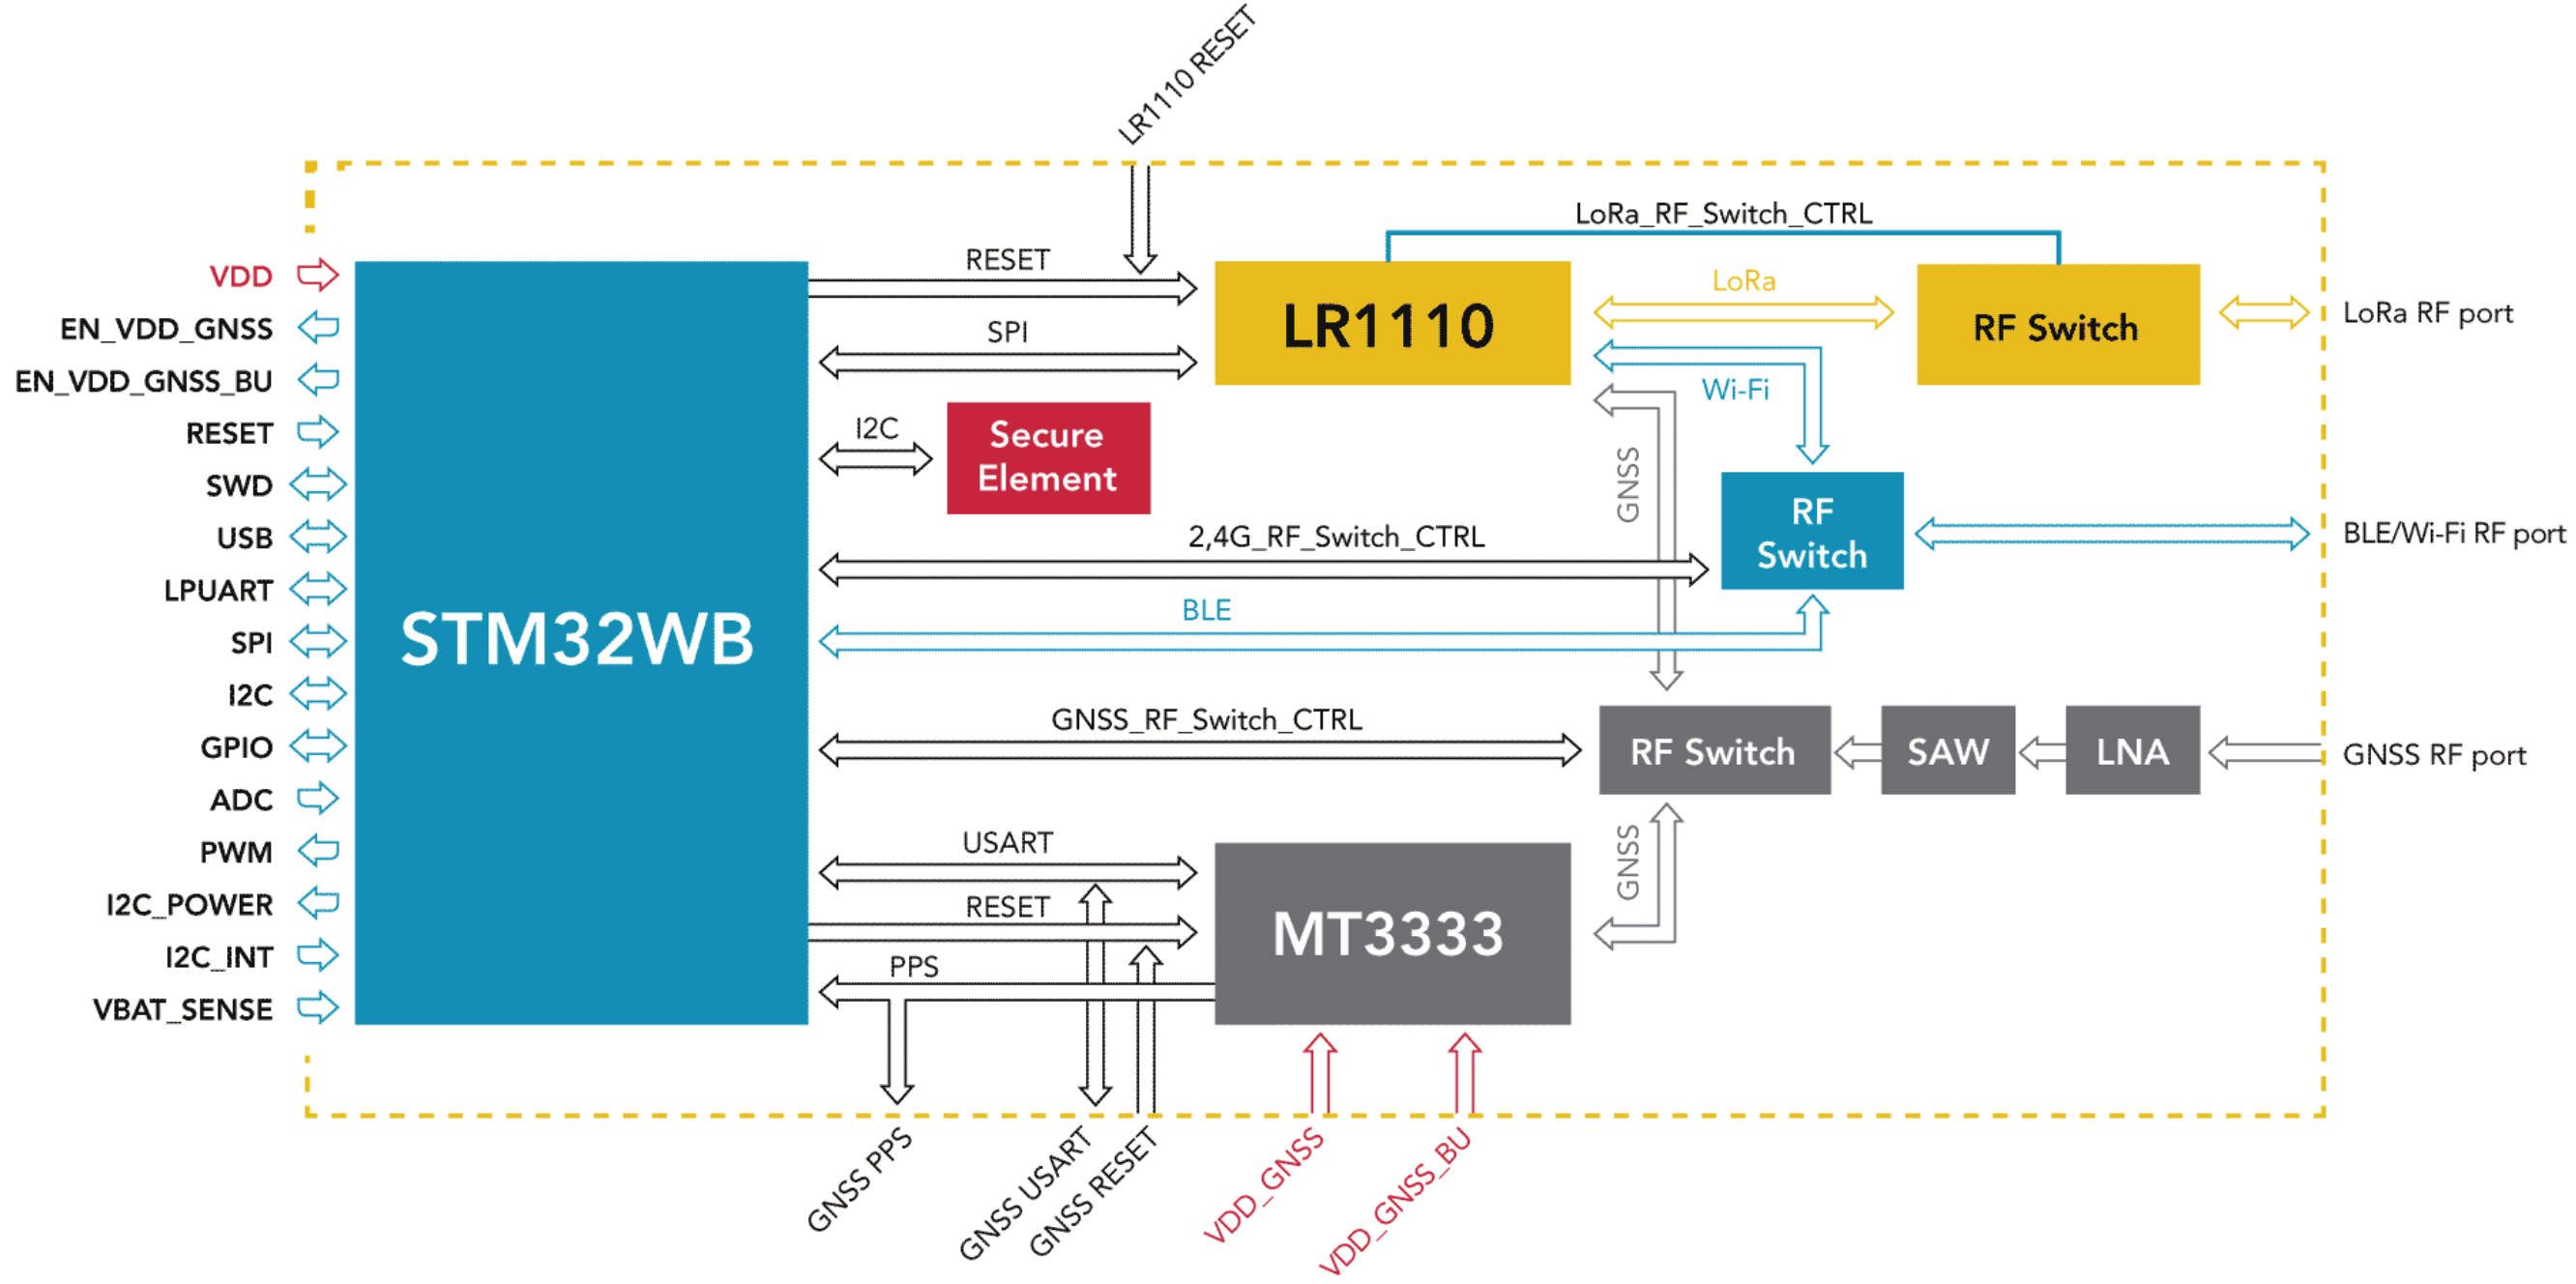 LR1110 RESET
LoRa_RF_Switch_CTRL
VDD
EN_VDD_GNSS
EN_VDD_GNSS_BU
RESET
SWD
USB
LPUART
SPI
I2C
GPIO
ADC
PWM
I2C_POWER
I2C_INT
VBAT_SENSE
STM32WB
RESET
SPI
I2C
Secure
Element
LR1110
LoRa
RF Switch
LoRa RF port
Wi-Fi
GNSS
RF
Switch
BLE/Wi-Fi RF port
2,4G_RF_Switch_CTRL
BLE
GNSS_RF_Switch_CTRL
RF Switch
SAW
LNA
GNSS RF port
USART
RESET
PPS
MT3333
GNSS
GNSS PPS
GNSS USART
GNSS RESET
VDD_GNSS
VDD_GNSS_BU